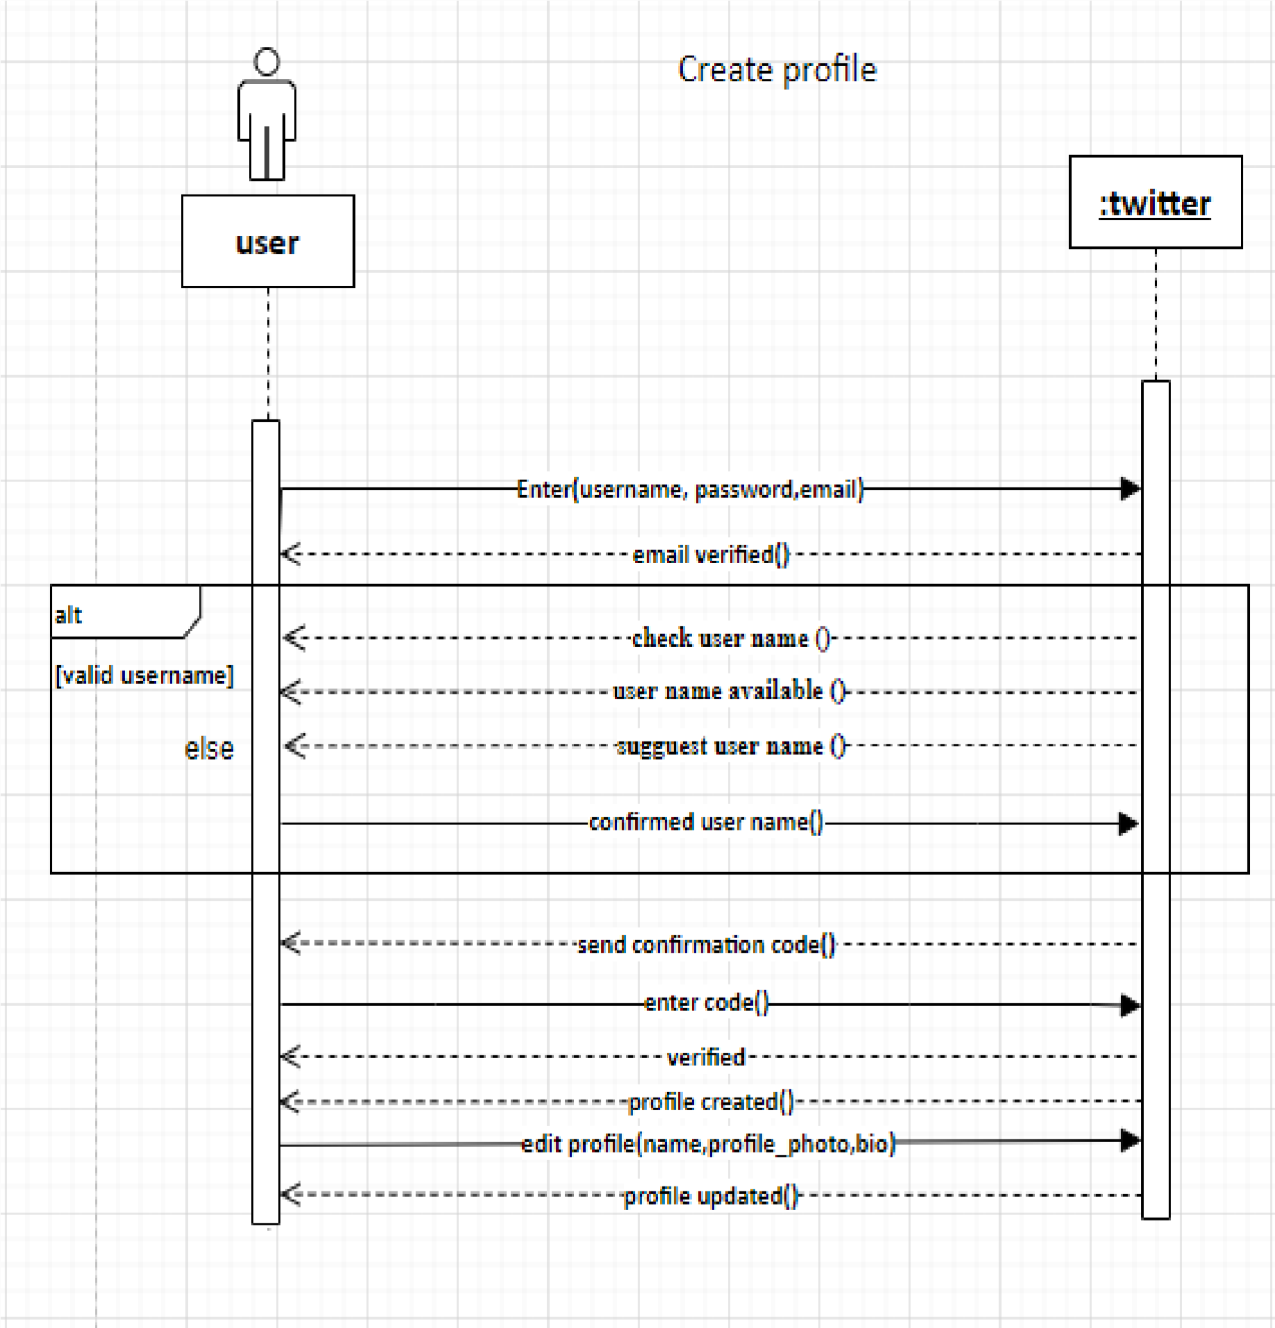 Create profile
:twitter
user
Enter(username, password,email)
email verified()
alt
check user name ()
[valid username]
user name available ()
else
sugguest user name ()
confirmed user name()
send confirmation code()
enter code()
verified
profile created()
edit profile(name,profile_photo,bio)
profile updated()